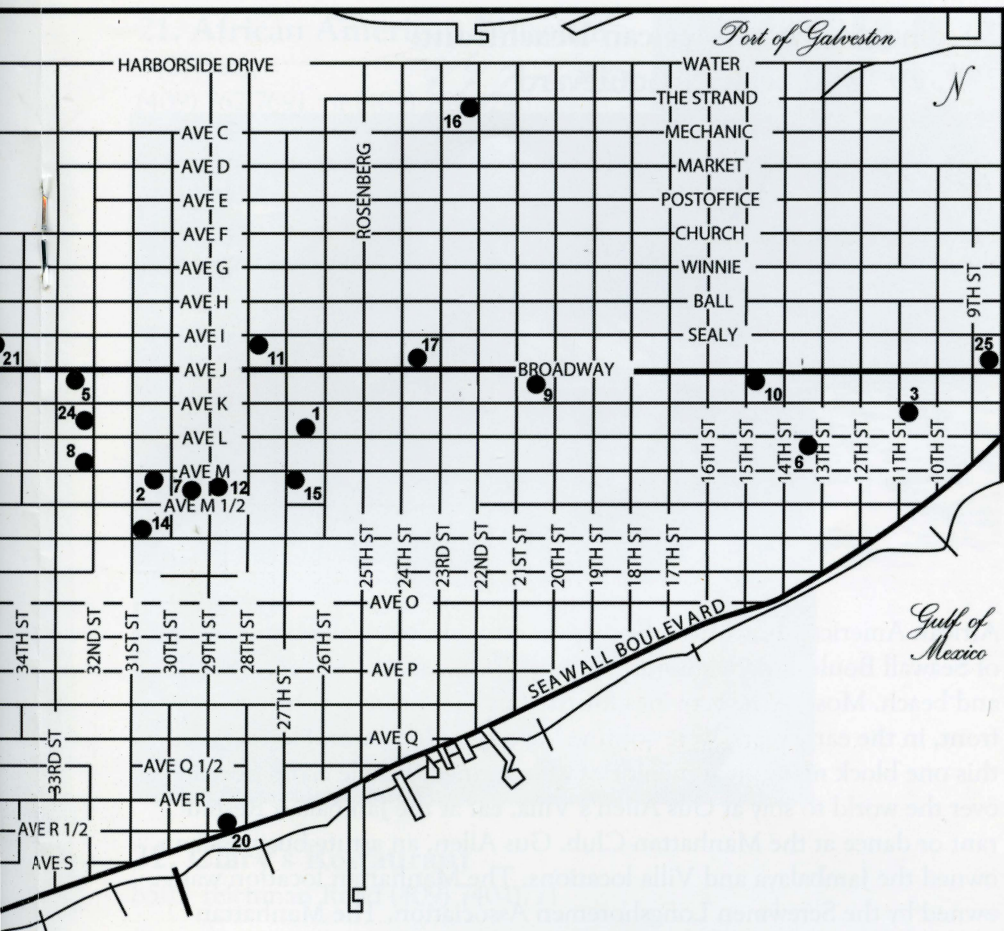 Port of Galveston
HARBORSIDE DRIVE
WATER
N
THE STRAND
16
AVE C
MECHANIC
ROSENBERG
AVE D
MARKET
AVE E
POSTOFFICE
AVE F
CHURCH
AVE G
WINNIE
9TH ST
AVE H
BALL
AVE I
SEALY
21
11
17
25
AVE J
BROADWAY
5
9
10
3
AVE K
24
1
AVE L
8
6
16TH ST
15TH ST
14TH ST
13TH ST
12TH ST
11TH ST
10TH ST
AVE M
2
7
12
15
AVE M 1/2
14
25TH ST
24TH ST
23RD ST
22ND ST
21ST ST
20TH ST
19TH ST
18TH ST
17TH ST
AVE O
34TH ST
32ND ST
31ST ST
30TH ST
29TH ST
28TH ST
26TH ST
SEAWALL BOULEVARD
Gulf of
Mexico
AVE P
27TH ST
AVE Q
33RD ST
AVE Q 1/2
AVE R
AVE R 1/2
20
AVE S